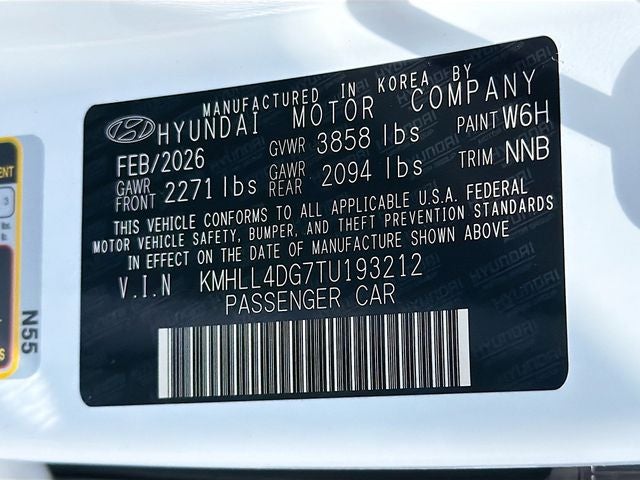 MANUFACTURED IN KOREA BY
HYUNDAI MOTOR COMPANY
FEB/2026 GVWR 3858 lbs PAINT W6H
GAWR FRONT 2271 lbs GAWR REAR 2094 lbs TRIM NNB
THIS VEHICLE CONFORMS TO ALL APPLICABLE U.S.A. FEDERAL
MOTOR VEHICLE SAFETY, BUMPER, AND THEFT PREVENTION STANDARDS
IN EFFECT ON THE DATE OF MANUFACTURE SHOWN ABOVE
V.I.N KMHLL4DG7TU193212
PASSENGER CAR
N55